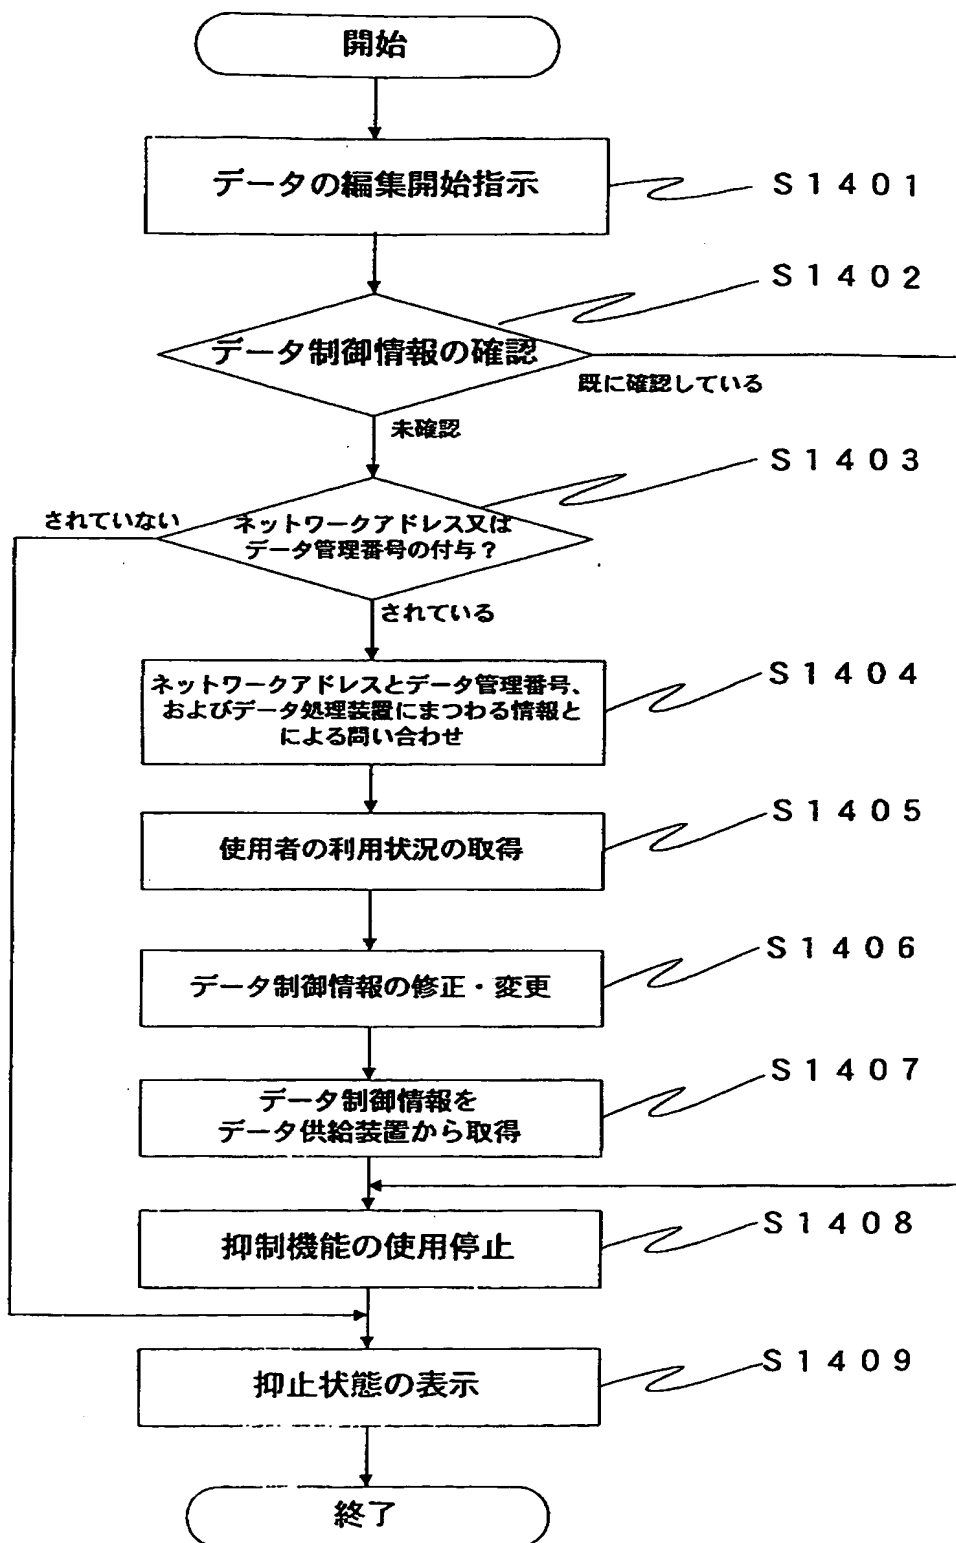 開始
データの編集開始指示
S1401
S1402
データ制御情報の確認
既に確認している
未確認
S1403
されていない
ネットワークアドレス又は
データ管理番号の付与？
されている
S1404
ネットワークアドレスとデータ管理番号、
およびデータ処理装置にまつわる情報と
による問い合わせ
S1405
使用者の利用状況の取得
S1406
データ制御情報の修正・変更
S1407
データ制御情報を
データ供給装置から取得
S1408
抑制機能の使用停止
S1409
抑止状態の表示
終了